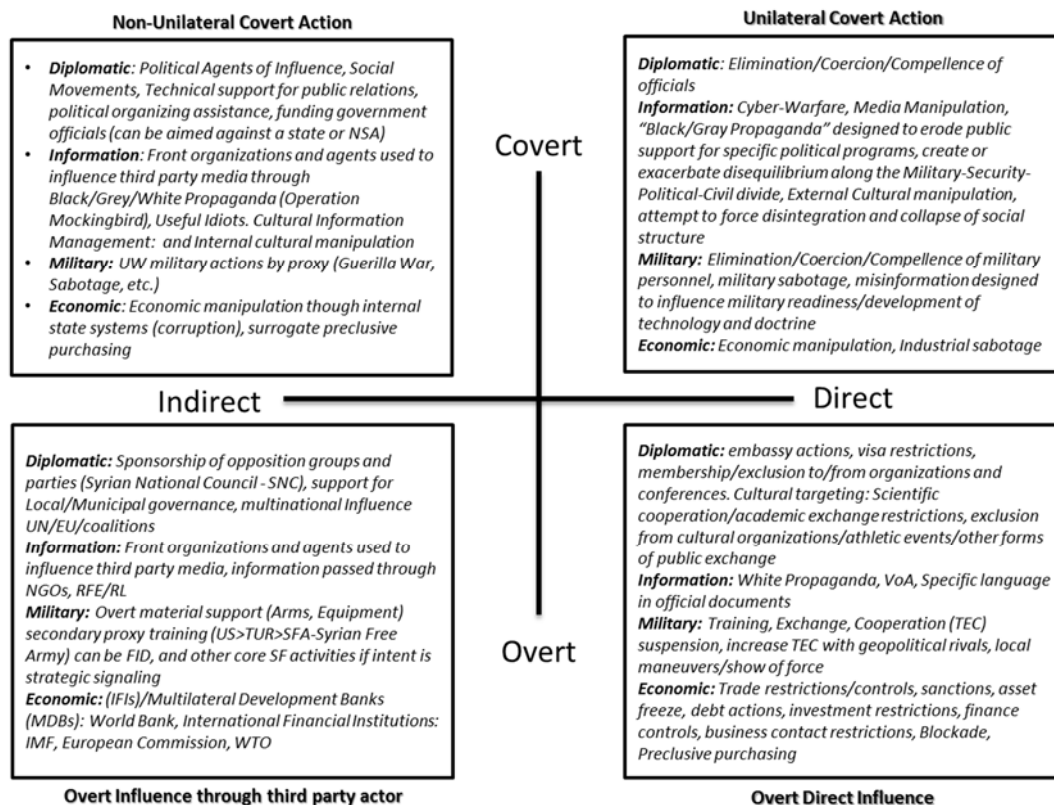 Non-Unilateral Covert Action
• Diplomatic: Political Agents of Influence, Social
Movements, Technical support for public relations,
political organizing assistance, funding government
officials (can be aimed against a state or NSA)
• Information: Front organizations and agents used to
influence third party media through
Black/Grey/White Propaganda (Operation
Mockingbird), Useful Idiots. Cultural Information
Management:  and Internal cultural manipulation
• Military: UW military actions by proxy (Guerilla War,
Sabotage, etc.)
• Economic: Economic manipulation though internal
state systems (corruption), surrogate preclusive
purchasing
Unilateral Covert Action
Diplomatic: Elimination/Coercion/Compellence of
officials
Information: Cyber-Warfare, Media Manipulation,
“Black/Gray Propaganda” designed to erode public
support for specific political programs, create or
exacerbate disequilibrium along the Military-Security-
Political-Civil divide, External Cultural manipulation,
attempt to force disintegration and collapse of social
structure
Military: Elimination/Coercion/Compellence of military
personnel, military sabotage, misinformation designed
to influence military readiness/development of
technology and doctrine
Economic: Economic manipulation, Industrial sabotage
Covert
Indirect
Direct
Overt
Diplomatic: Sponsorship of opposition groups and
parties (Syrian National Council - SNC), support for
Local/Municipal governance, multinational Influence
UN/EU/coalitions
Information: Front organizations and agents used to
influence third party media, information passed through
NGOs, RFE/RL
Military: Overt material support (Arms, Equipment)
secondary proxy training (US>TUR>SFA-Syrian Free
Army) can be FID, and other core SF activities if intent is
strategic signaling
Economic: (IFIs)/Multilateral Development Banks
(MDBs): World Bank, International Financial Institutions:
IMF, European Commission, WTO
Overt Influence through third party actor
Diplomatic: embassy actions, visa restrictions,
membership/exclusion to/from organizations and
conferences. Cultural targeting: Scientific
cooperation/academic exchange restrictions, exclusion
from cultural organizations/athletic events/other forms
of public exchange
Information: White Propaganda, VoA, Specific language
in official documents
Military: Training, Exchange, Cooperation (TEC)
suspension, increase TEC with geopolitical rivals, local
maneuvers/show of force
Economic: Trade restrictions/controls, sanctions, asset
freeze, debt actions, investment restrictions, finance
controls, business contact restrictions, Blockade,
Preclusive purchasing
Overt Direct Influence